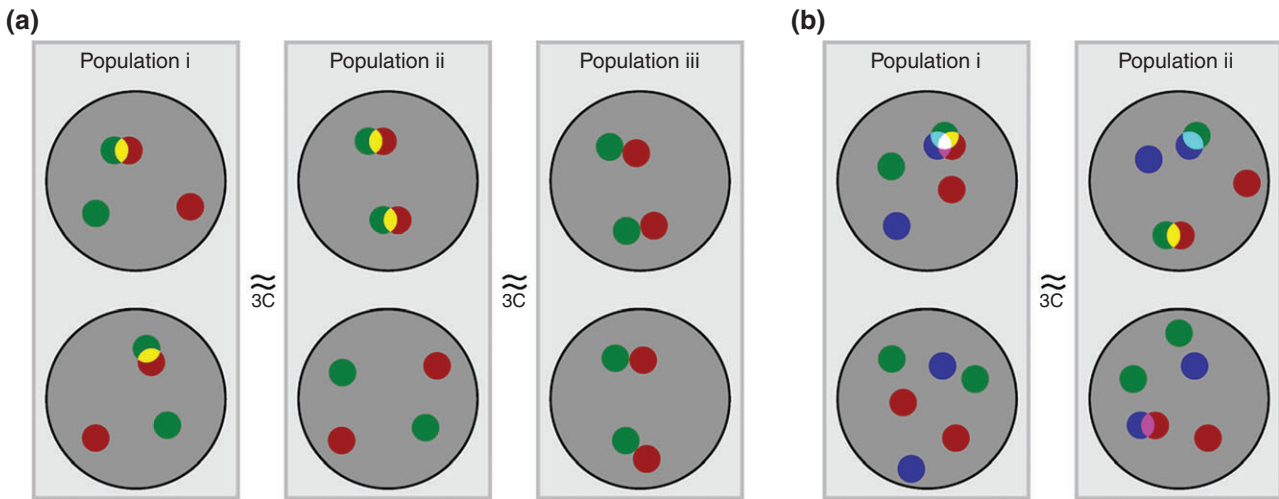 (a)
Population i
Population ii
Population iii
≈
3C
≈
3C
(b)
Population i
Population ii
≈
3C